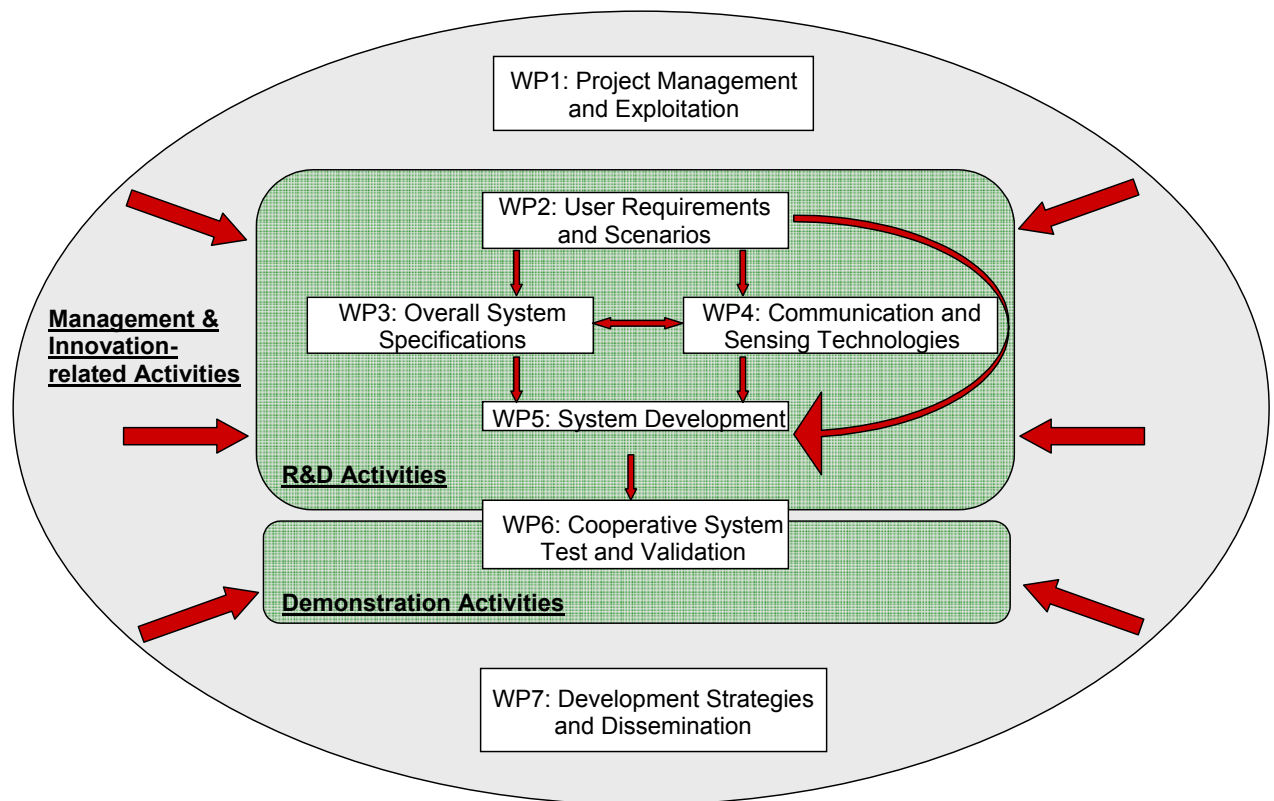 WP1: Project Management
and Exploitation
WP2: User Requirements
and Scenarios
WP3: Overall System
Specifications
WP4: Communication and
Sensing Technologies
Management &
Innovation-
related Activities
WP5: System Development
R&D Activities
WP6: Cooperative System
Test and Validation
Demonstration Activities
WP7: Development Strategies
and Dissemination